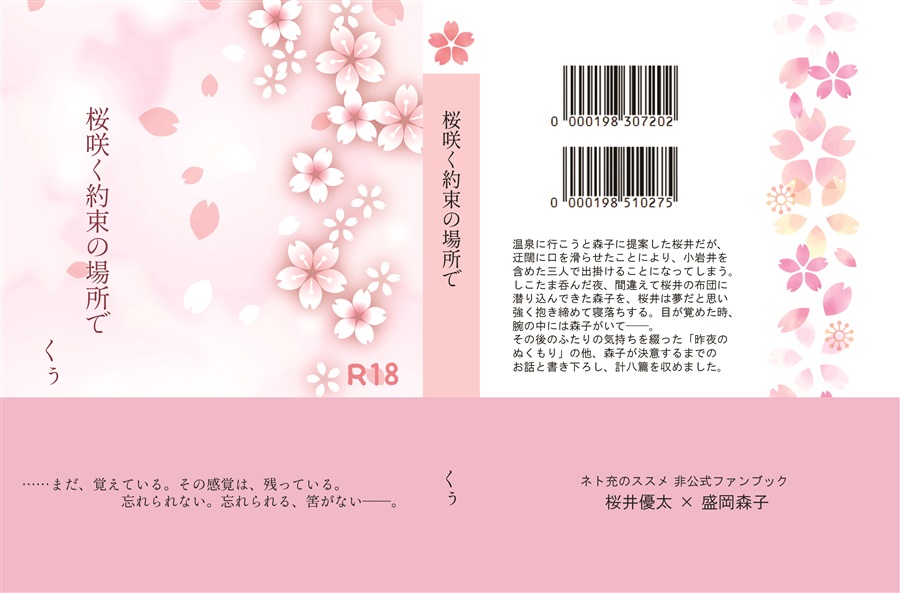 桜咲く約束の場所で
くぅ
R18
……まだ、覚えている。その感覚は、残っている。
忘れられない。忘れられる、筈がない――。
桜咲く約束の場所で
くぅ
0 000198 307202
0 000198 510275
温泉に行こうと森子に提案した桜井だが、
迂闊に口を滑らせたことにより、小岩井を
含めた三人で出掛けることになってしまう。
しこたま呑んだ夜、間違えて桜井の布団に
潜り込んできた森子を、桜井は夢だと思い
強く抱き締めて寝落ちする。目が覚めた時、
腕の中には森子がいて――。
その後のふたりの気持ちを綴った「昨夜の
ぬくもり」の他、森子が決意するまでの
お話と書き下ろし、計八篇を収めました。
ネト充のススメ 非公式ファンブック
桜井優太 × 盛岡森子